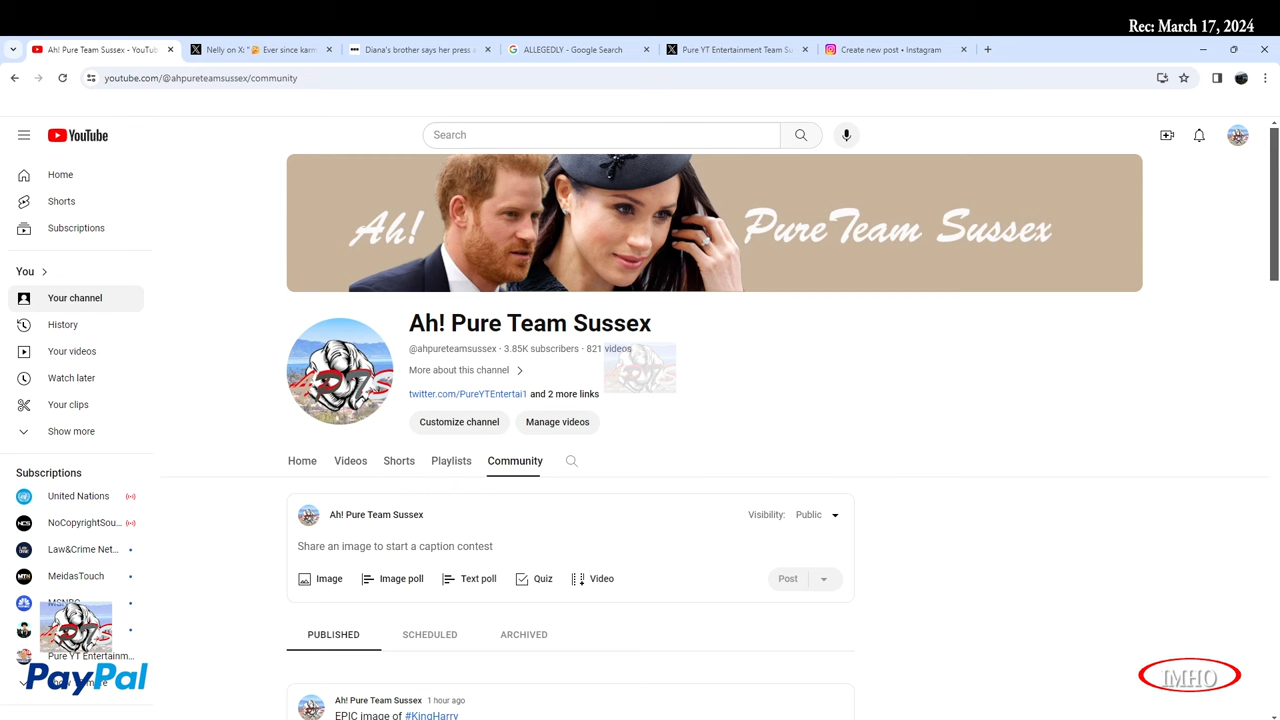 Rec: March 17, 2024
Ah! Pure Team Sussex - YouTub
Nelly on X: " Ever since karm
Diana's brother says her press a
ALLEGEDLY - Google Search
Pure YT Entertainment Team Su
Create new post • Instagram
youtube.com/@ahpureteamsussex/community
YouTube
Search
Home
Shorts
Subscriptions
You
Your channel
History
Your videos
Watch later
Your clips
Show more
Subscriptions
United Nations
NoCopyrightSou...
Law&Crime Net...
MeidasTouch
MSNBC
Pure YT Entertainm...
PayPal
Ah! PureTeam Sussex
Ah! Pure Team Sussex
@ahpureteamsussex · 3.85K subscribers · 821 videos
More about this channel
twitter.com/PureYTEntertai1 and 2 more links
Customize channel
Manage videos
Home
Videos
Shorts
Playlists
Community
Ah! Pure Team Sussex
Visibility: Public
Share an image to start a caption contest
Image
Image poll
Text poll
Quiz
Video
Post
PUBLISHED
SCHEDULED
ARCHIVED
Ah! Pure Team Sussex 1 hour ago
EPIC image of #KingHarry
IMHO